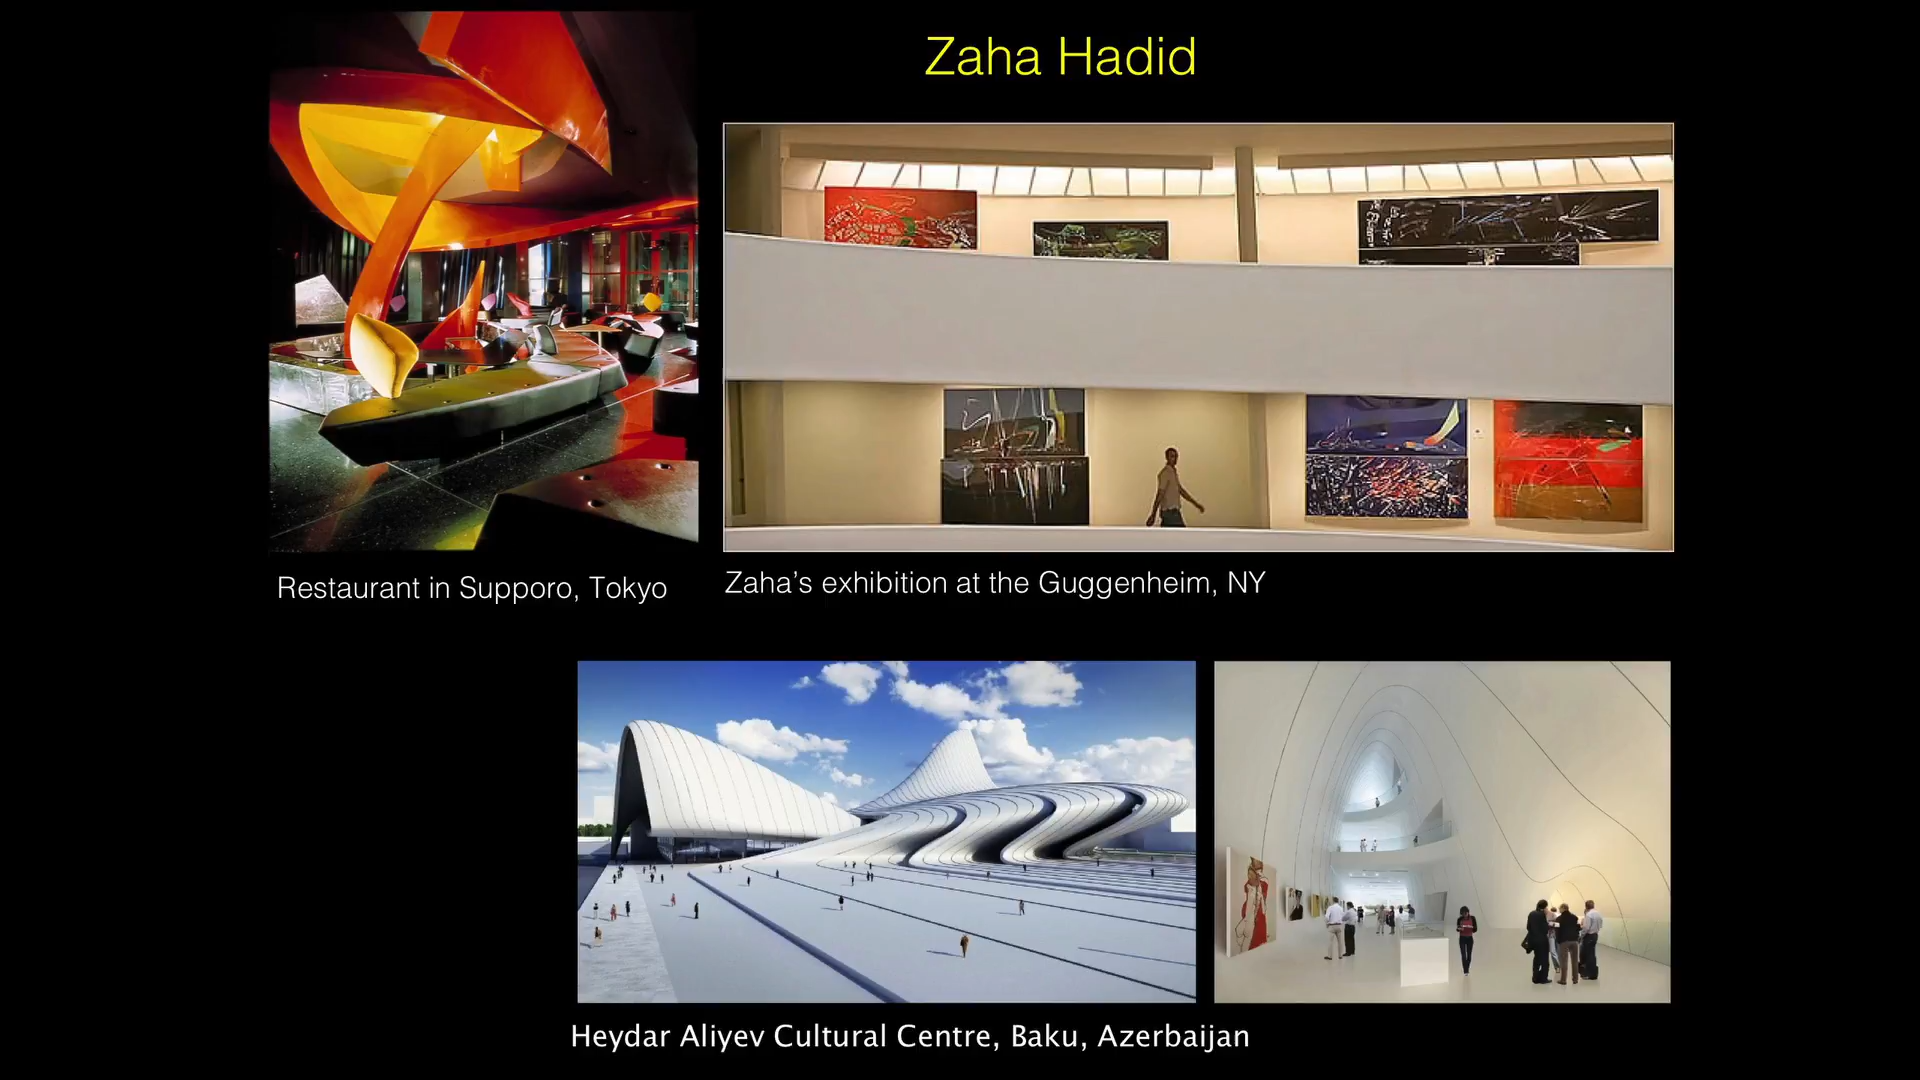 Zaha Hadid
Restaurant in Supporo, Tokyo
Zaha’s exhibition at the Guggenheim, NY
Heydar Aliyev Cultural Centre, Baku, Azerbaijan